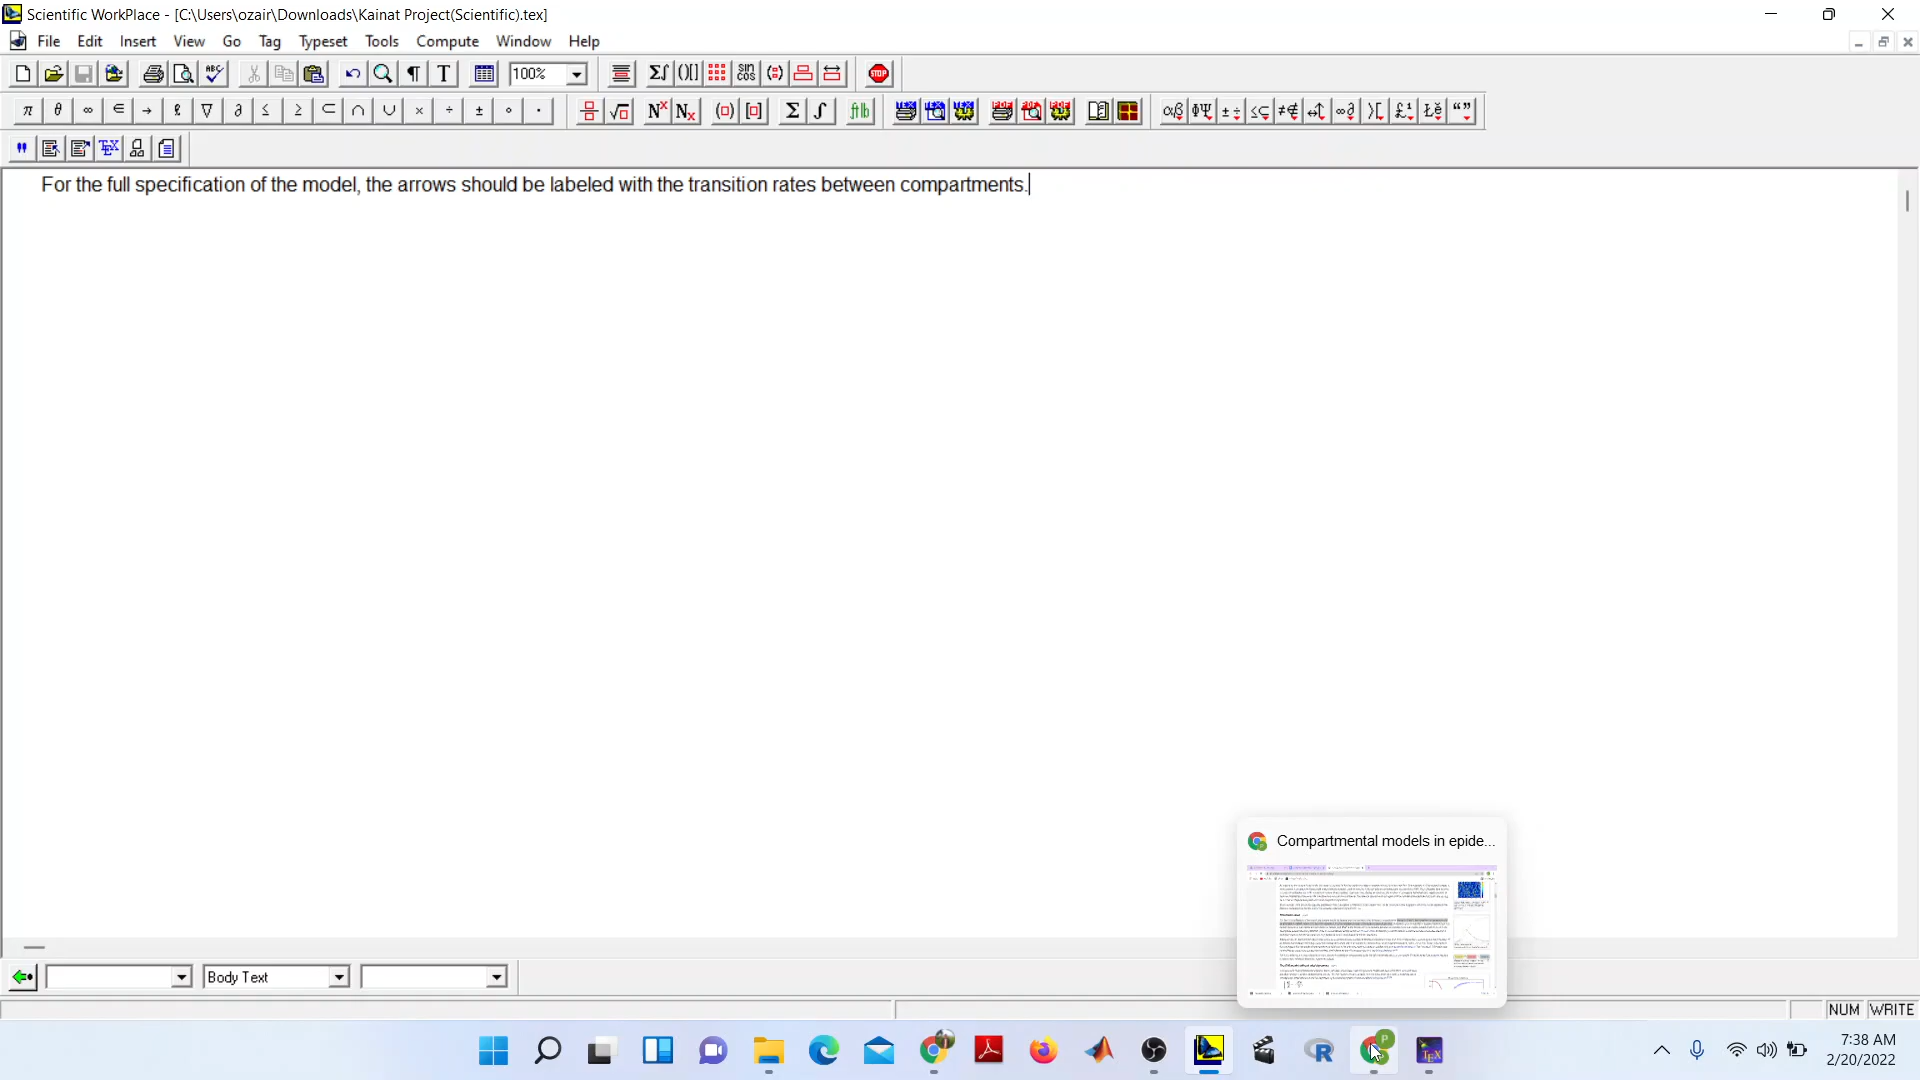 Scientific WorkPlace - [C:\Users\ozair\Downloads\Kainat Project(Scientific).tex]
File Edit Insert View Go Tag Typeset Tools Compute Window Help
100%
For the full specification of the model, the arrows should be labeled with the transition rates between compartments.
Compartmental models in epide...
Body Text
NUM WRITE
7:38 AM
2/20/2022